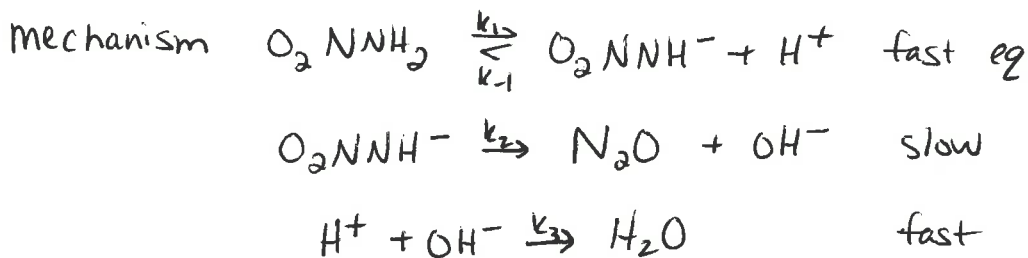 mechanism O₂NNH₂ ⇌ O₂NNH⁻ + H⁺ fast eq
k₁
k₋₁
O₂NNH⁻ → N₂O + OH⁻ slow
k₂
H⁺ + OH⁻ → H₂O fast
k₃